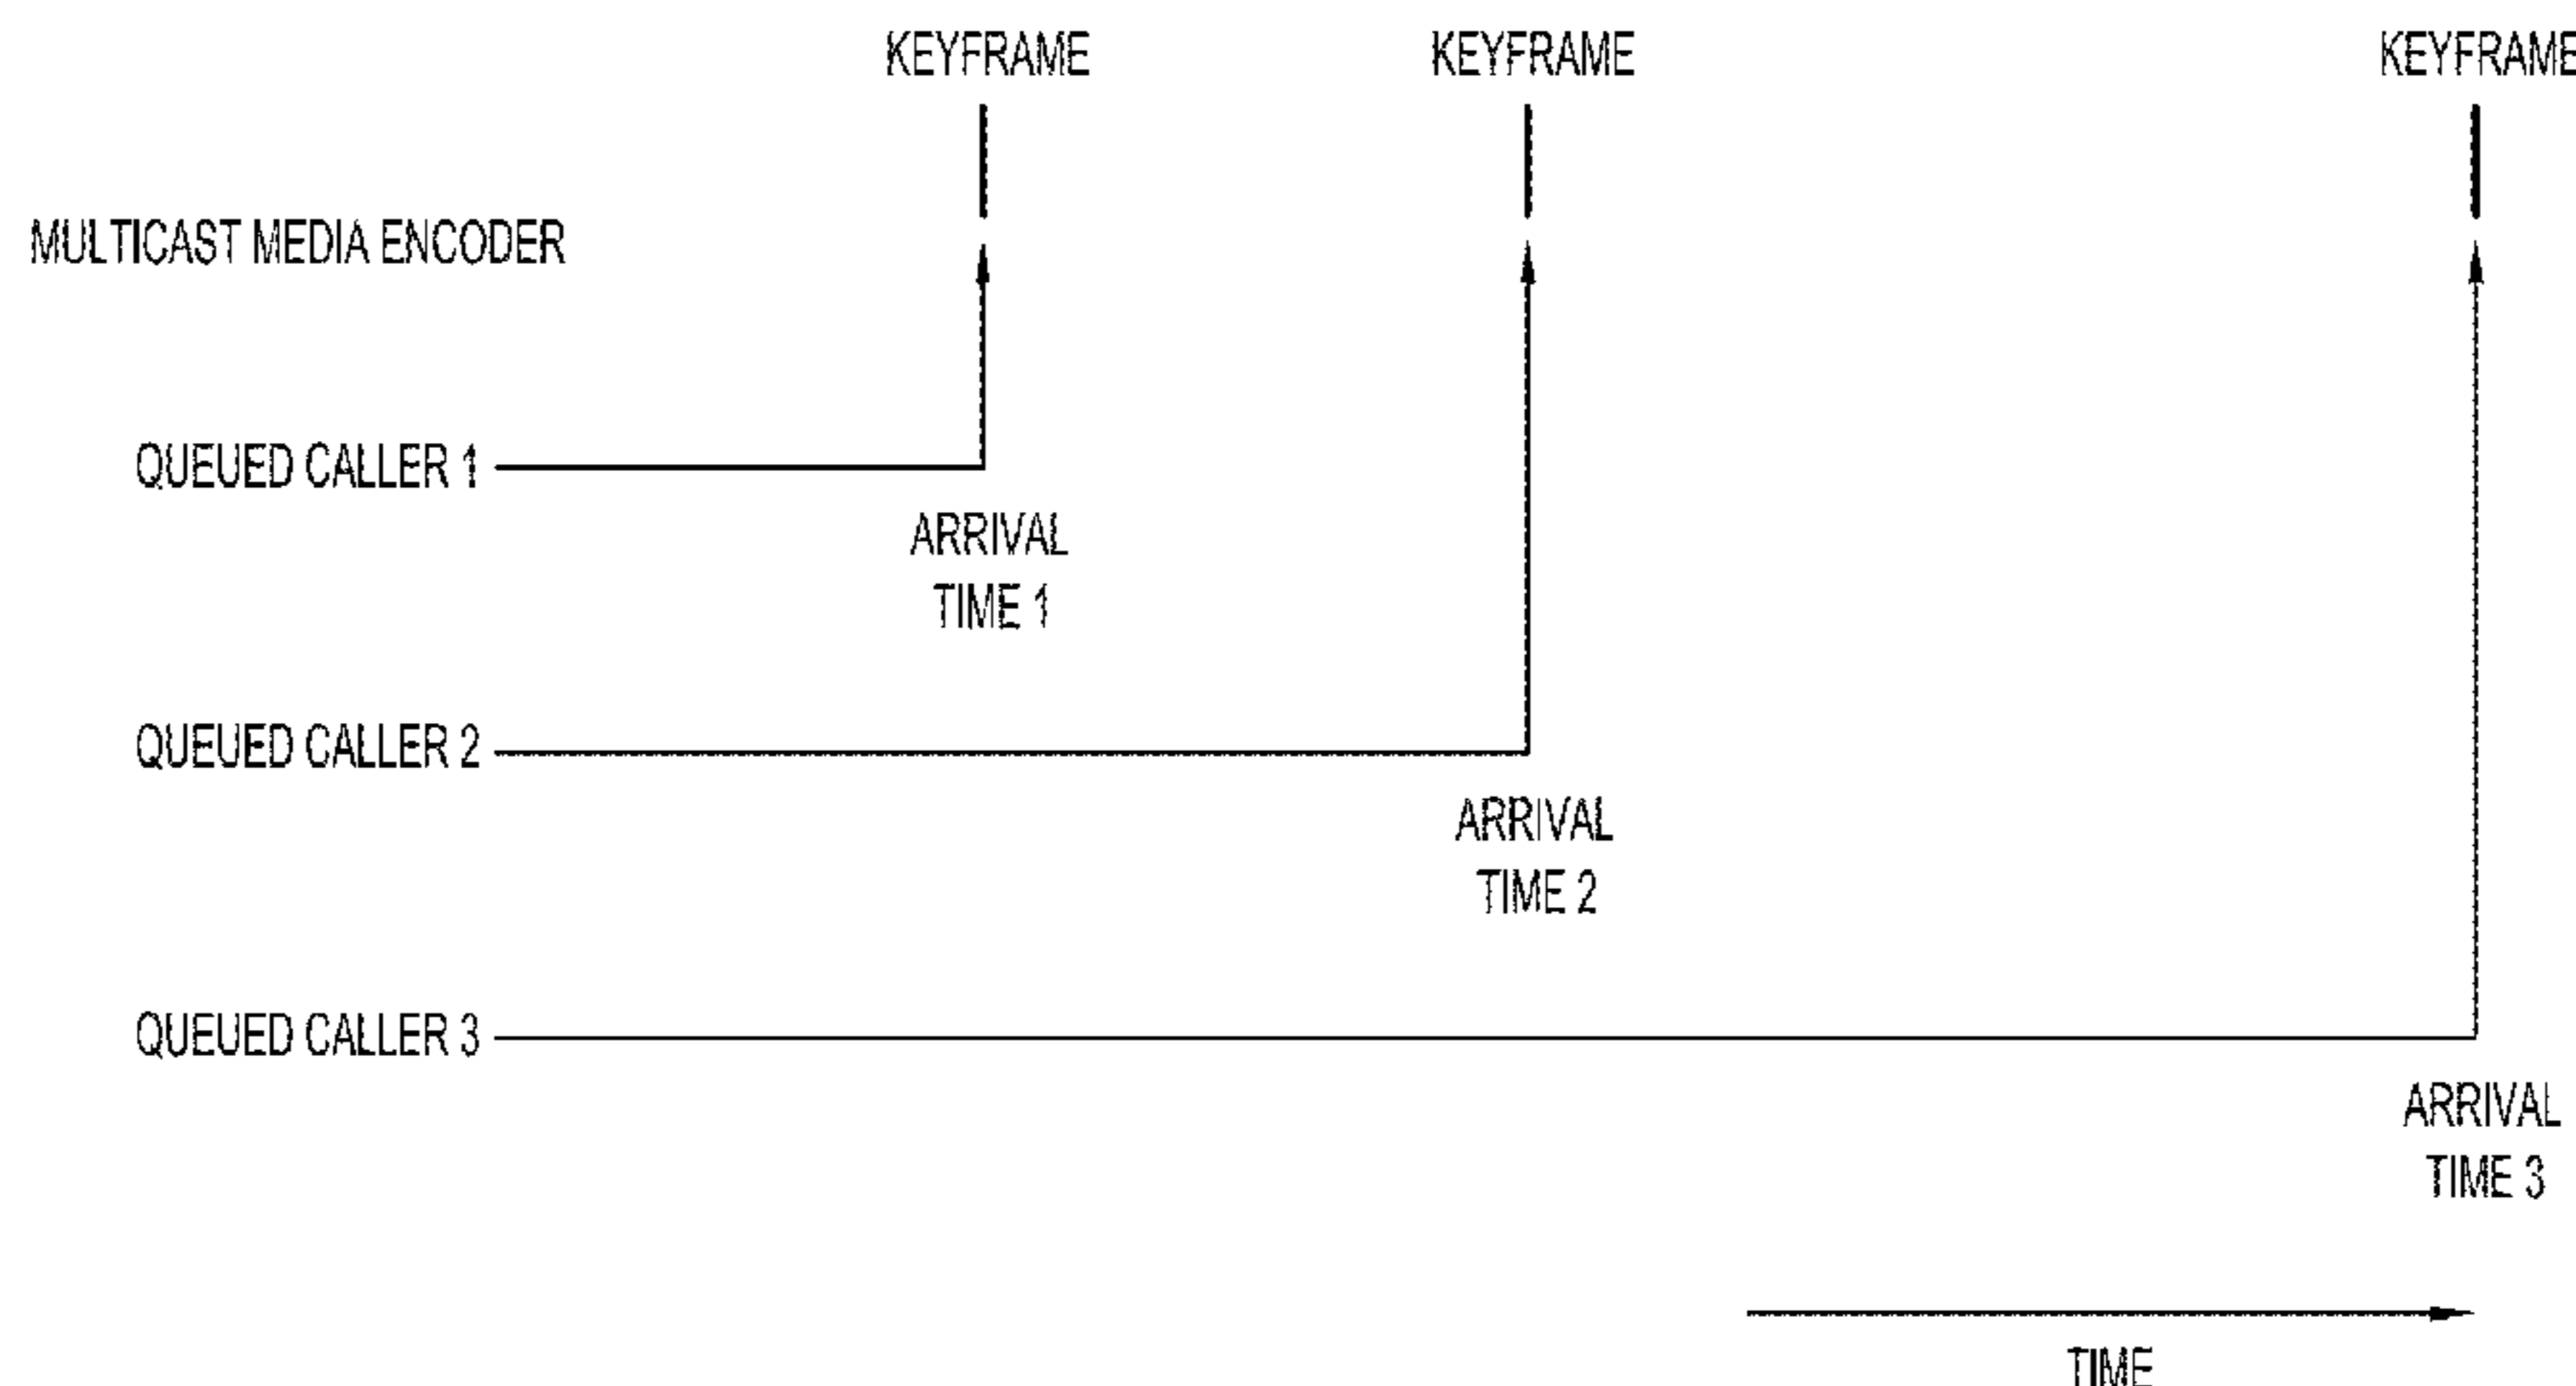 KEYFRAME
KEYFRAME
KEYFRAME
MULTICAST MEDIA ENCODER
QUEUED CALLER 1
ARRIVAL
TIME 1
QUEUED CALLER 2
ARRIVAL
TIME 2
QUEUED CALLER 3
ARRIVAL
TIME 3
TIME